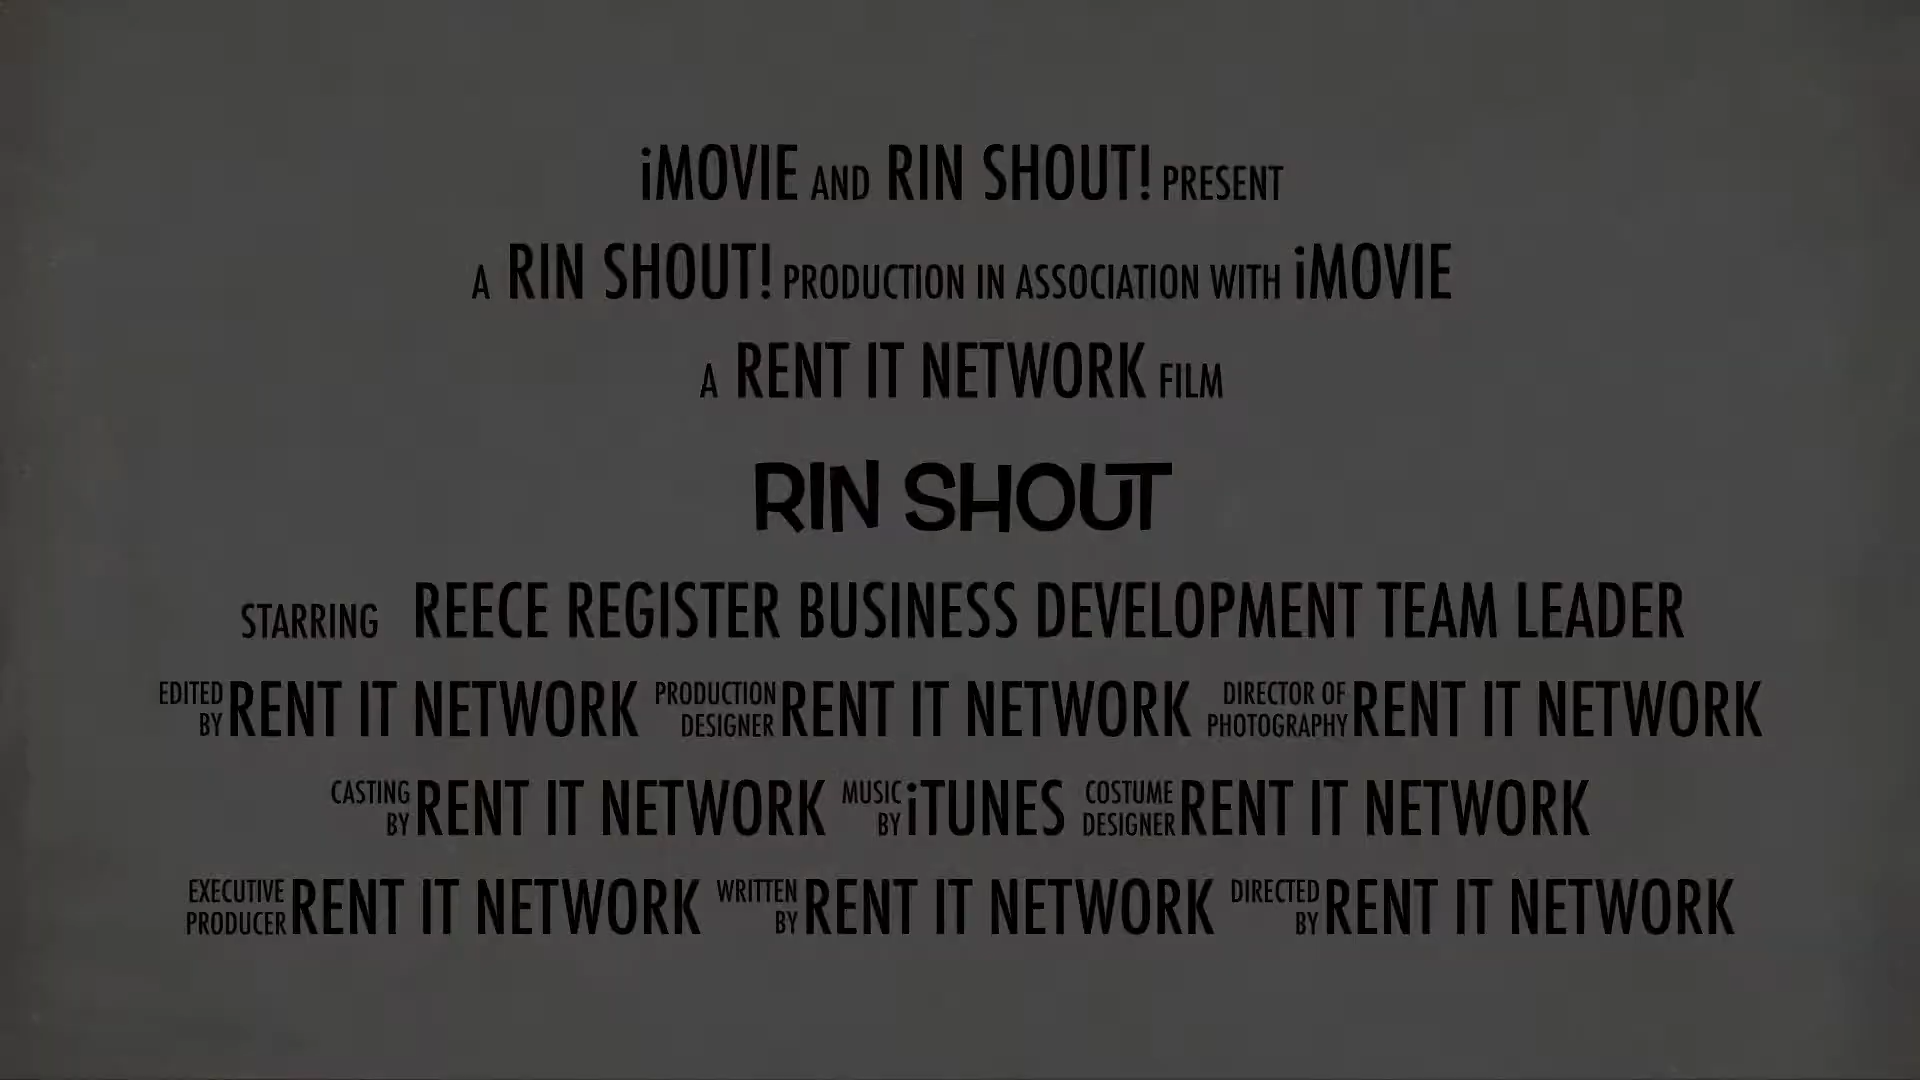 iMOVIE AND RIN SHOUT! PRESENT
A RIN SHOUT! PRODUCTION IN ASSOCIATION WITH iMOVIE
A RENT IT NETWORK FILM
RIN SHOUT
STARRING REECE REGISTER BUSINESS DEVELOPMENT TEAM LEADER
EDITED BY RENT IT NETWORK PRODUCTION DESIGNER RENT IT NETWORK DIRECTOR OF PHOTOGRAPHY RENT IT NETWORK
CASTING BY RENT IT NETWORK MUSIC BY iTUNES COSTUME DESIGNER RENT IT NETWORK
EXECUTIVE PRODUCER RENT IT NETWORK WRITTEN BY RENT IT NETWORK DIRECTED BY RENT IT NETWORK